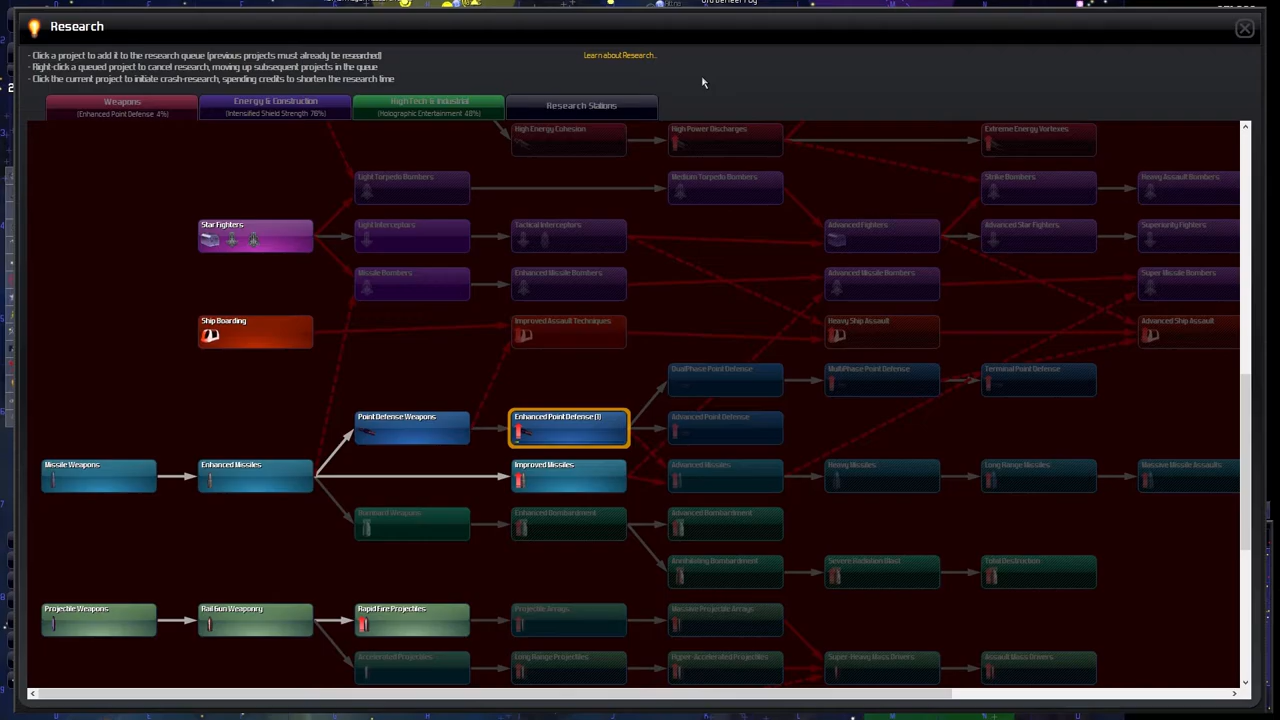 Research
- Click a project to add it to the research queue (previous projects must already be researched)
Learn about Research...
- Right-click a queued project to cancel research, moving up subsequent projects in the queue
- Click the current project to initiate crash-research, spending credits to shorten the research time
Weapons
(Enhanced Point Defense 4%)
Energy & Construction
(Intensified Shield Strength 76%)
HighTech & Industrial
(Holographic Entertainment 48%)
Research Stations
High Energy Cohesion
High Power Discharges
Extreme Energy Vortexes
Light Torpedo Bombers
Medium Torpedo Bombers
Strike Bombers
Heavy Assault Bombers
Star Fighters
Light Interceptors
Tactical Interceptors
Advanced Fighters
Advanced Star Fighters
Superiority Fighters
Missile Bombers
Enhanced Missile Bombers
Advanced Missile Bombers
Super Missile Bombers
Ship Boarding
Improved Assault Techniques
Heavy Ship Assault
Advanced Ship Assault
DualPhase Point Defense
MultiPhase Point Defense
Terminal Point Defense
Point Defense Weapons
Enhanced Point Defense (1)
Advanced Point Defense
Missile Weapons
Enhanced Missiles
Improved Missiles
Advanced Missiles
Heavy Missiles
Long Range Missiles
Massive Missile Assaults
Bombard Weapons
Enhanced Bombardment
Advanced Bombardment
Annihilating Bombardment
Severe Radiation Blast
Total Destruction
Projectile Weapons
Rail Gun Weaponry
Rapid Fire Projectiles
Projectile Arrays
Massive Projectile Arrays
Accelerated Projectiles
Long Range Projectiles
Hyper-Accelerated Projectiles
Super-Heavy Mass Drivers
Assault Mass Drivers